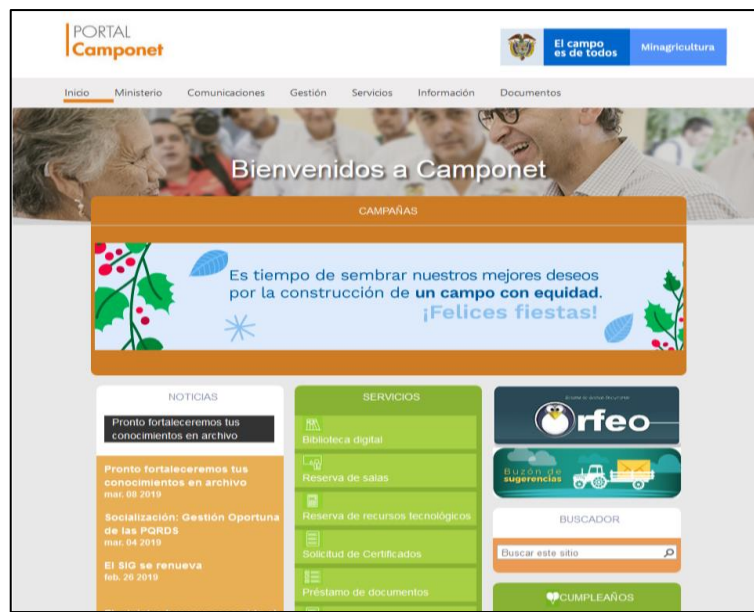 PORTAL
Camponet
El campo
es de todos
Minagricultura
Inicio Ministerio Comunicaciones Gestión Servicios Información Documentos
Bienvenidos a Camponet
CAMPAÑAS
Es tiempo de sembrar nuestros mejores deseos
por la construcción de un campo con equidad.
¡Felices fiestas!
NOTICIAS
Pronto fortaleceremos tus
conocimientos en archivo
Pronto fortaleceremos tus
conocimientos en archivo
mar. 08 2019
Socialización: Gestión Oportuna
de las PQRDS
mar. 04 2019
El SIG se renueva
feb. 26 2019
SERVICIOS
Biblioteca digital
Reserva de salas
Reserva de recursos tecnológicos
Solicitud de Certificados
Préstamo de documentos
Orfeo
Buzón de
sugerencias
BUSCADOR
Buscar este sitio
CUMPLEAÑOS